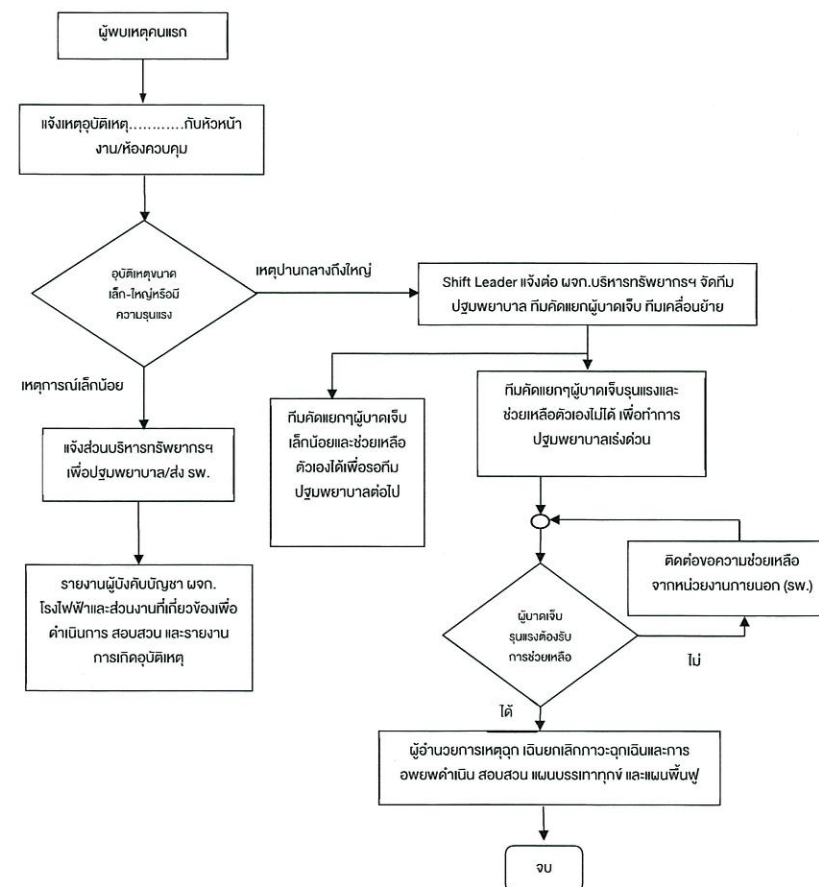 ผู้พบเหตุคนแรก
แจ้งเหตุอุบัติเหตุ............กับหัวหน้า
งาน/ห้องควบคุม
อุบัติเหตุขนาด
เล็ก-ใหญ่หรือมี
ความรุนแรง
เหตุปานกลางถึงใหญ่
Shift Leader แจ้งต่อ ผจก.บริหารทรัพยากรฯ จัดทีม
ปฐมพยาบาล ทีมคัดแยกผู้บาดเจ็บ ทีมเคลื่อนย้าย
เหตุการณ์เล็กน้อย
แจ้งส่วนบริหารทรัพยากรฯ
เพื่อปฐมพยาบาล/ส่ง รพ.
ทีมคัดแยกๆผู้บาดเจ็บ
เล็กน้อยและช่วยเหลือ
ตัวเองได้เพื่อรอทีม
ปฐมพยาบาลต่อไป
ทีมคัดแยกๆผู้บาดเจ็บรุนแรงและ
ช่วยเหลือตัวเองไม่ได้ เพื่อทำการ
ปฐมพยาบาลเร่งด่วน
รายงานผู้บังคับบัญชา ผจก.
โรงไฟฟ้าและส่วนงานที่เกี่ยวข้องเพื่อ
ดำเนินการ สอบสวน และรายงาน
การเกิดอุบัติเหตุ
ติดต่อขอความช่วยเหลือ
จากหน่วยงานภายนอก (รพ.)
ผู้บาดเจ็บ
รุนแรงต้องรับ
การช่วยเหลือ
ไม่
ได้
ผู้อำนวยการเหตุฉุก เฉินยกเลิกภาวะฉุกเฉินและการ
อพยพดำเนิน สอบสวน แผนบรรเทาทุกข์ และแผนฟื้นฟู
จบ